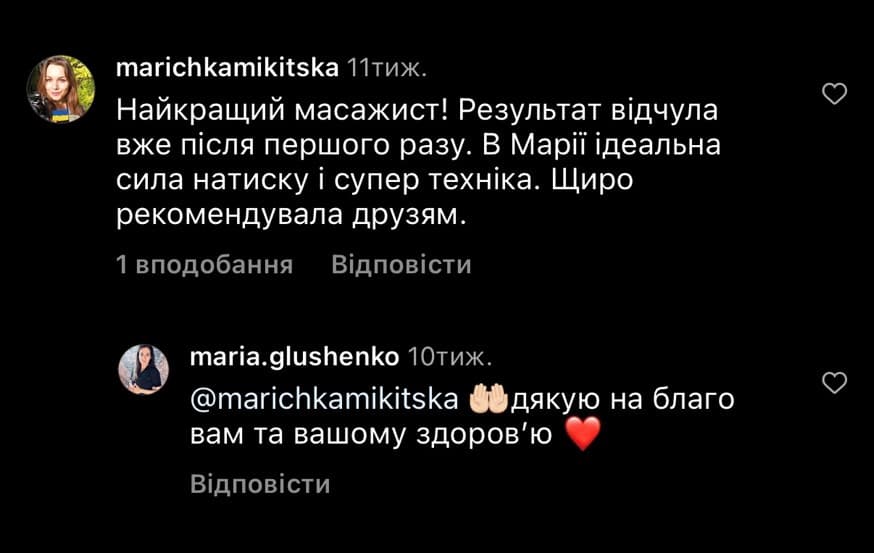 marichkamikitska 11тиж.
Найкращий масажист! Результат відчула
вже після першого разу. В Марії ідеальна
сила натиску і супер техніка. Щиро
рекомендувала друзям.
1 вподобання Відповісти
maria.glushenko 10тиж.
@marichkamikitska 🤲🏻дякую на благо
вам та вашому здоров’ю ❤️
Відповісти